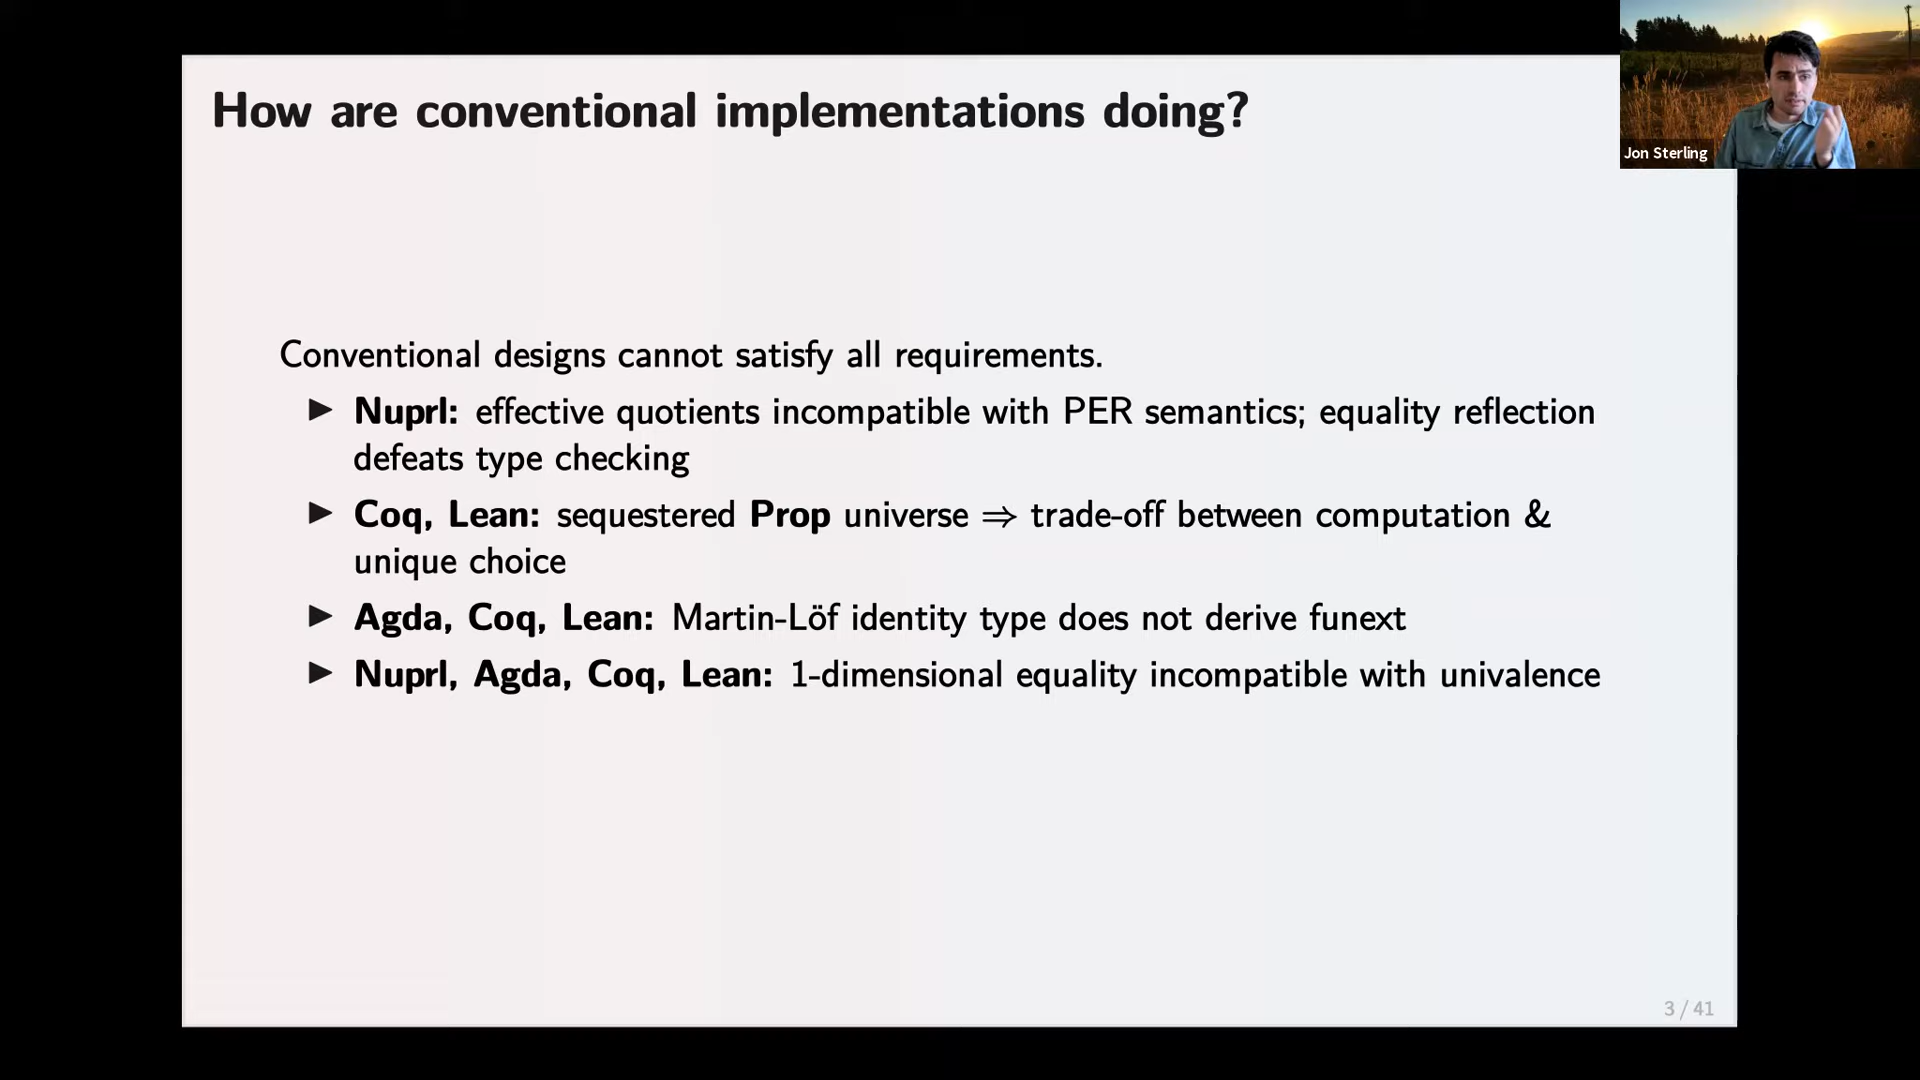 How are conventional implementations doing?
Jon Sterling
Conventional designs cannot satisfy all requirements.
▶ Nuprl: effective quotients incompatible with PER semantics; equality reflection
defeats type checking
▶ Coq, Lean: sequestered Prop universe ⇒ trade-off between computation &
unique choice
▶ Agda, Coq, Lean: Martin-Löf identity type does not derive funext
▶ Nuprl, Agda, Coq, Lean: 1-dimensional equality incompatible with univalence
3 / 41